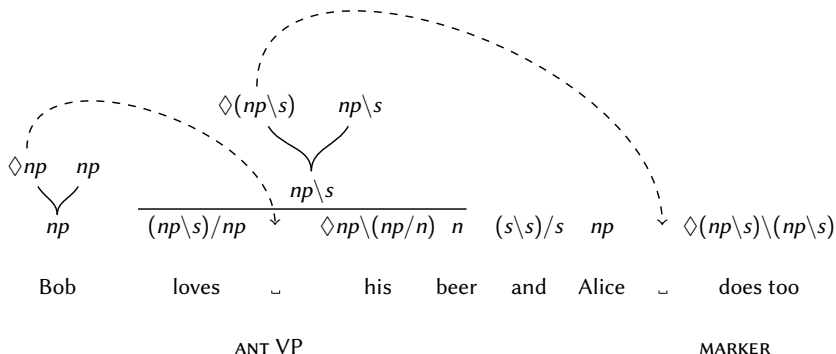 ◊(np\s) np\s
◊np np
np\s
np (np\s)/np ◊np\(np/n) n (s\s)/s np ◊(np\s)\(np\s)
Bob loves ␣ his beer and Alice ␣ does too
ANT VP MARKER